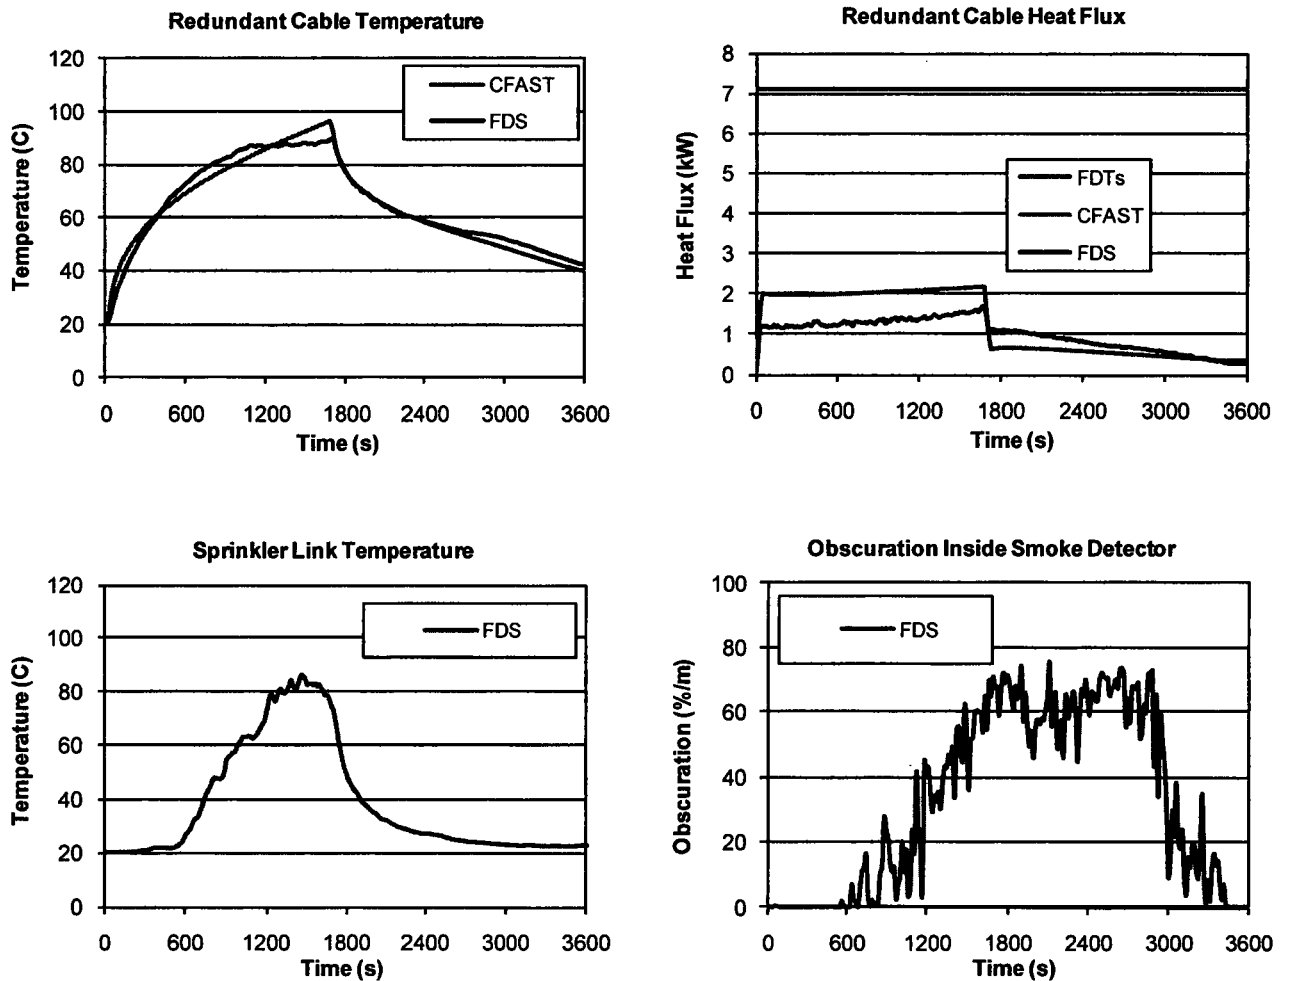 Redundant Cable Temperature
120
100
80
60
40
20
0
Temperature (C)
CFAST
FDS
0 600 1200 1800 2400 3000 3600
Time (s)
Redundant Cable Heat Flux
8
7
6
5
4
3
2
1
0
Heat Flux (kW)
FDTs
CFAST
FDS
0 600 1200 1800 2400 3000 3600
Time (s)
Sprinkler Link Temperature
120
100
80
60
40
20
0
Temperature (C)
FDS
0 600 1200 1800 2400 3000 3600
Time (s)
Obscuration Inside Smoke Detector
100
80
60
40
20
0
Obscuration (%/m)
FDS
0 600 1200 1800 2400 3000 3600
Time (s)